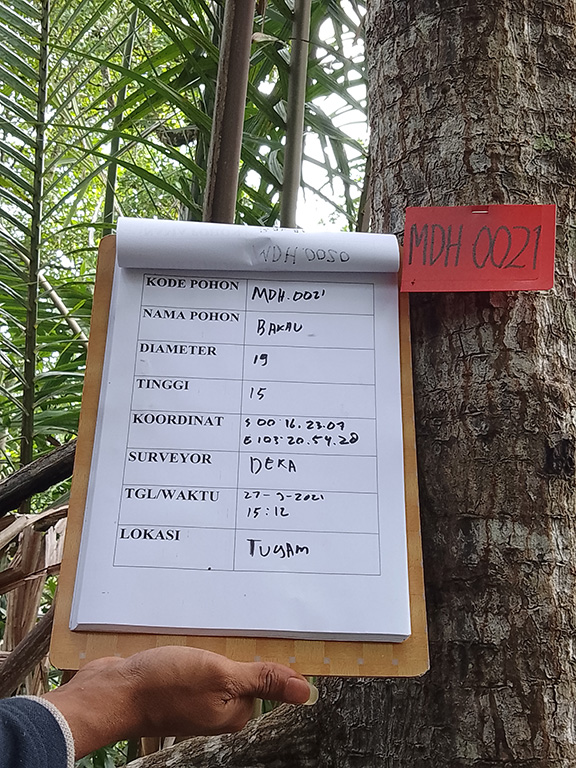 MDH 0021
MDH.0050
KODE POHON MDH.0021
NAMA POHON BAKAU
DIAMETER 19
TINGGI 15
KOORDINAT S 00.16.23.07
E 103.20.54.28
SURVEYOR DEKA
TGL/WAKTU 27-3-2021
15:12
LOKASI TUYAM